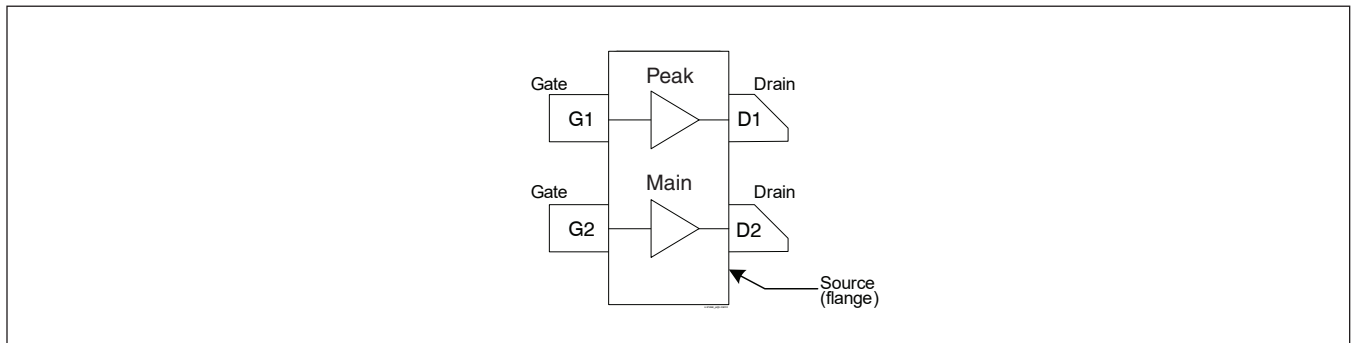 Peak
Gate
Drain
G1
D1
Main
Gate
Drain
G2
D2
Source
(flange)